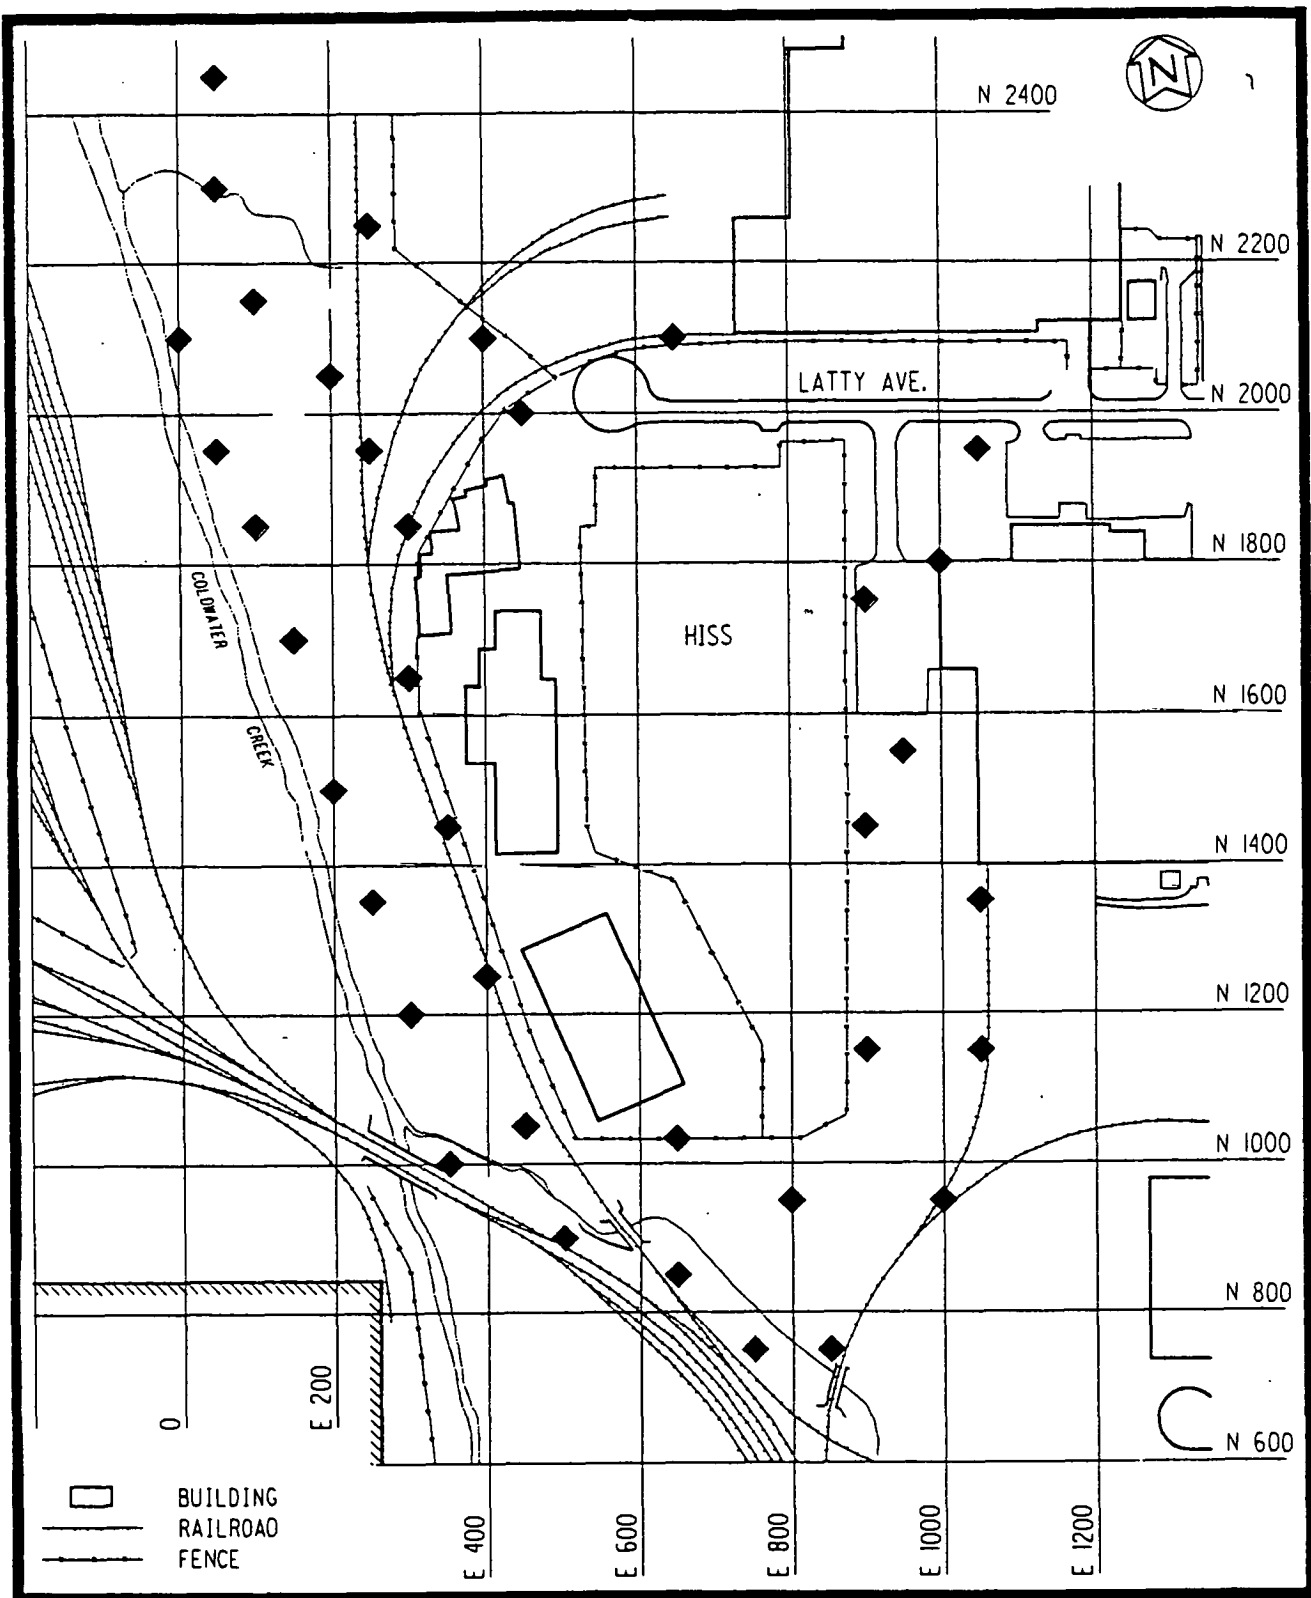 N
N 2400
N 2200
LATTY AVE.
N 2000
N 1800
COLDWATER
HISS
N 1600
CREEK
N 1400
N 1200
N 1000
N 800
0
E 200
N 600
E 400
E 600
E 800
E 1000
E 1200
BUILDING
RAILROAD
FENCE